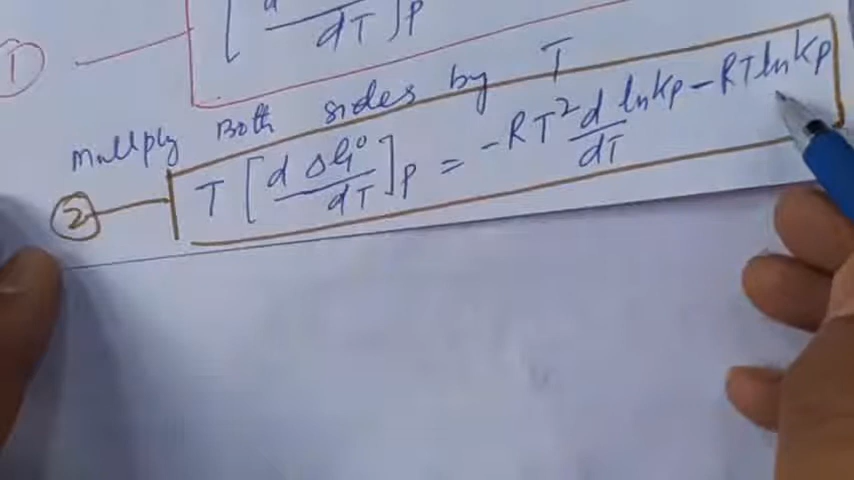 ① [ d / dT ]P
Multiply Both sides by T
② T [ d ΔG° / dT ]P = -RT² d/dT lnKp - RT lnKp